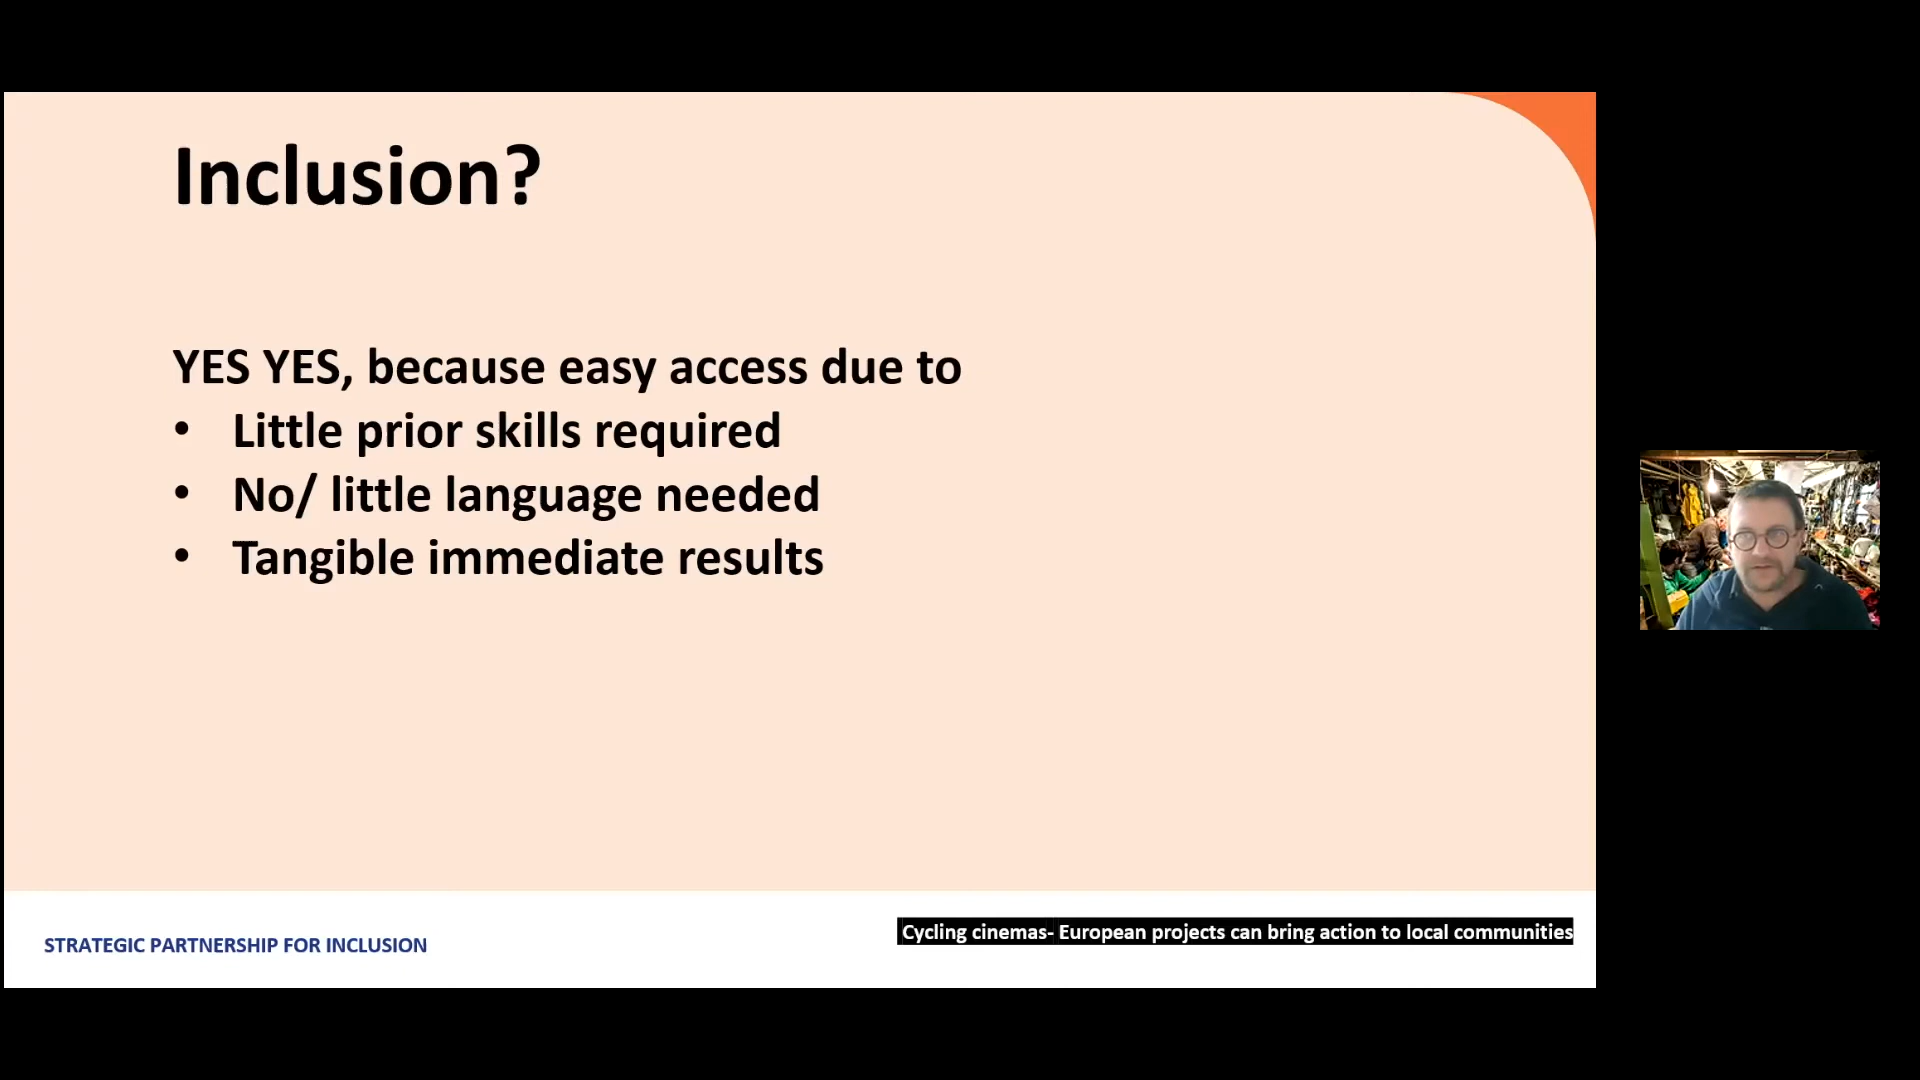 Inclusion?
YES YES, because easy access due to
• Little prior skills required
• No/ little language needed
• Tangible immediate results
STRATEGIC PARTNERSHIP FOR INCLUSION
Cycling cinemas- European projects can bring action to local communities